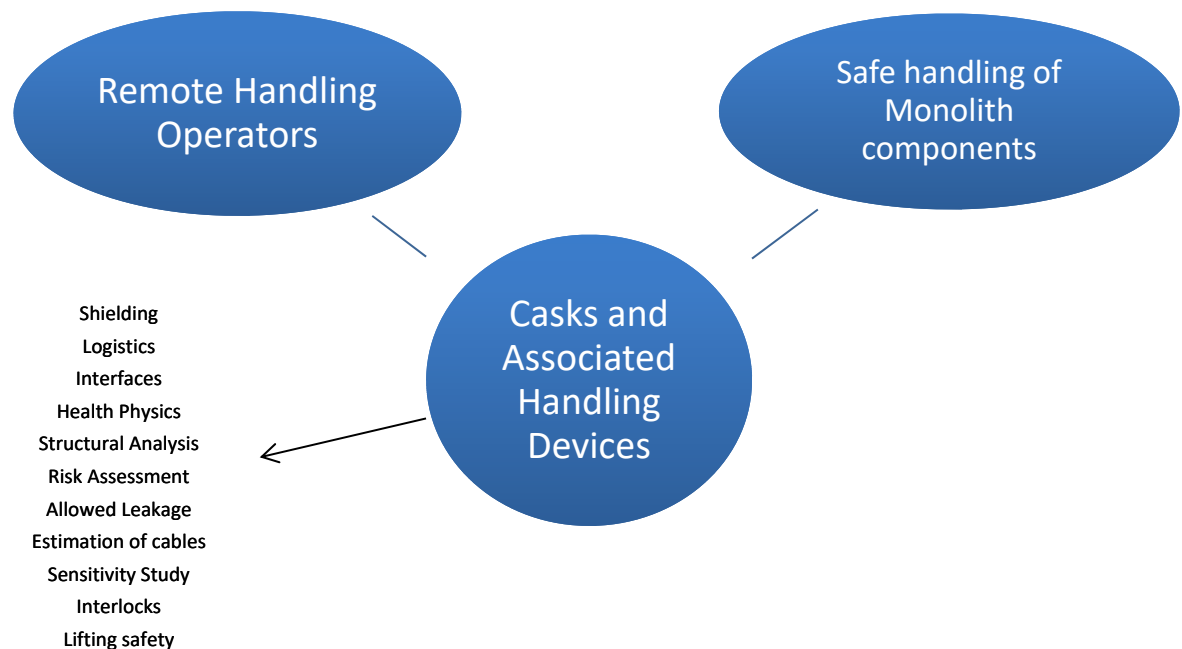 Remote Handling
Operators
Safe handling of
Monolith
components
Casks and
Associated
Handling
Devices
Shielding
Logistics
Interfaces
Health Physics
Structural Analysis
Risk Assessment
Allowed Leakage
Estimation of cables
Sensitivity Study
Interlocks
Lifting safety